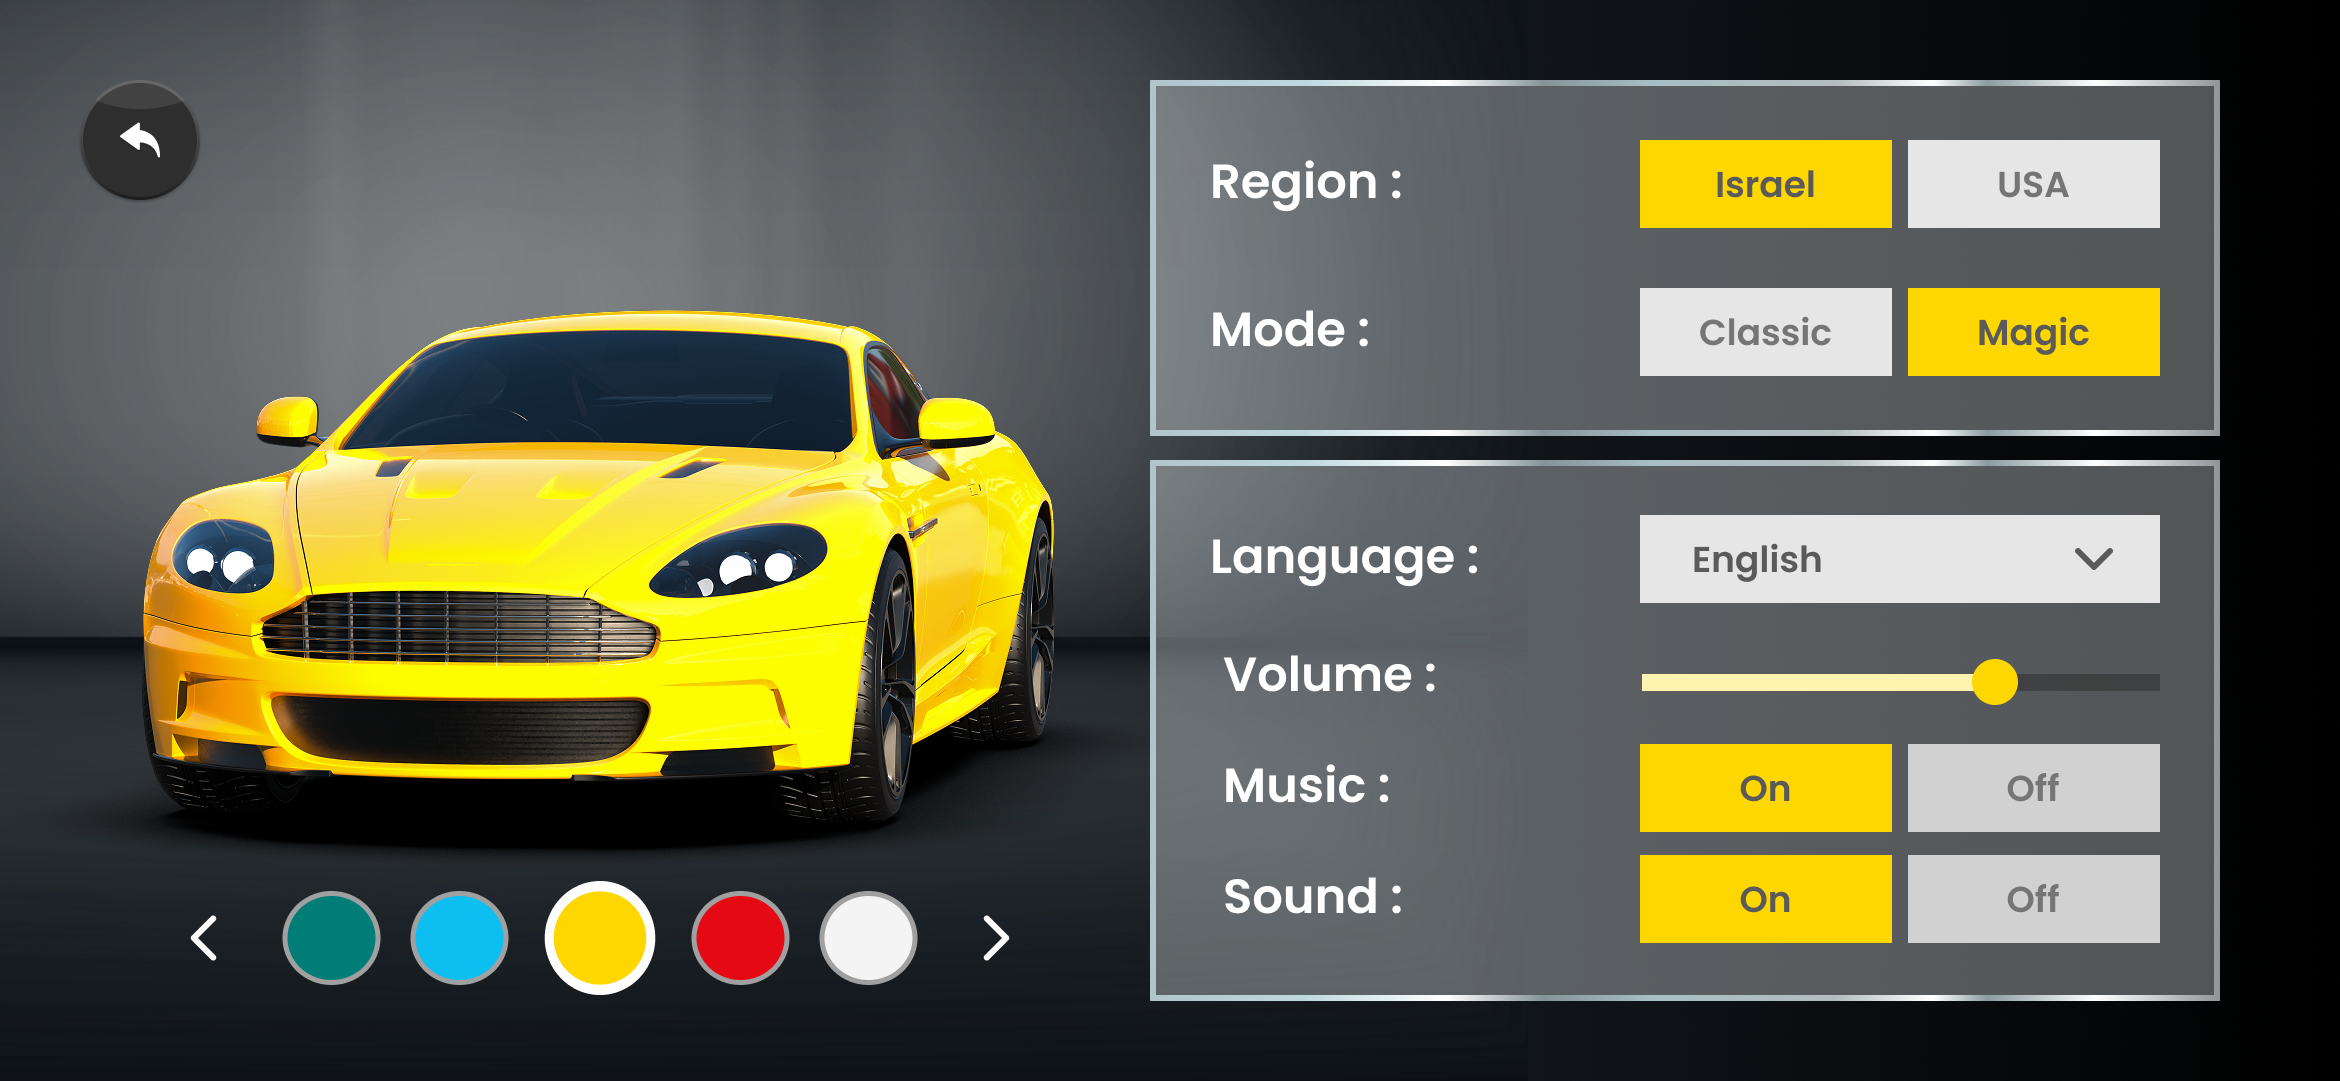 Region :
Israel
USA
Mode :
Classic
Magic
Language :
English
Volume :
Music :
On
Off
Sound :
On
Off